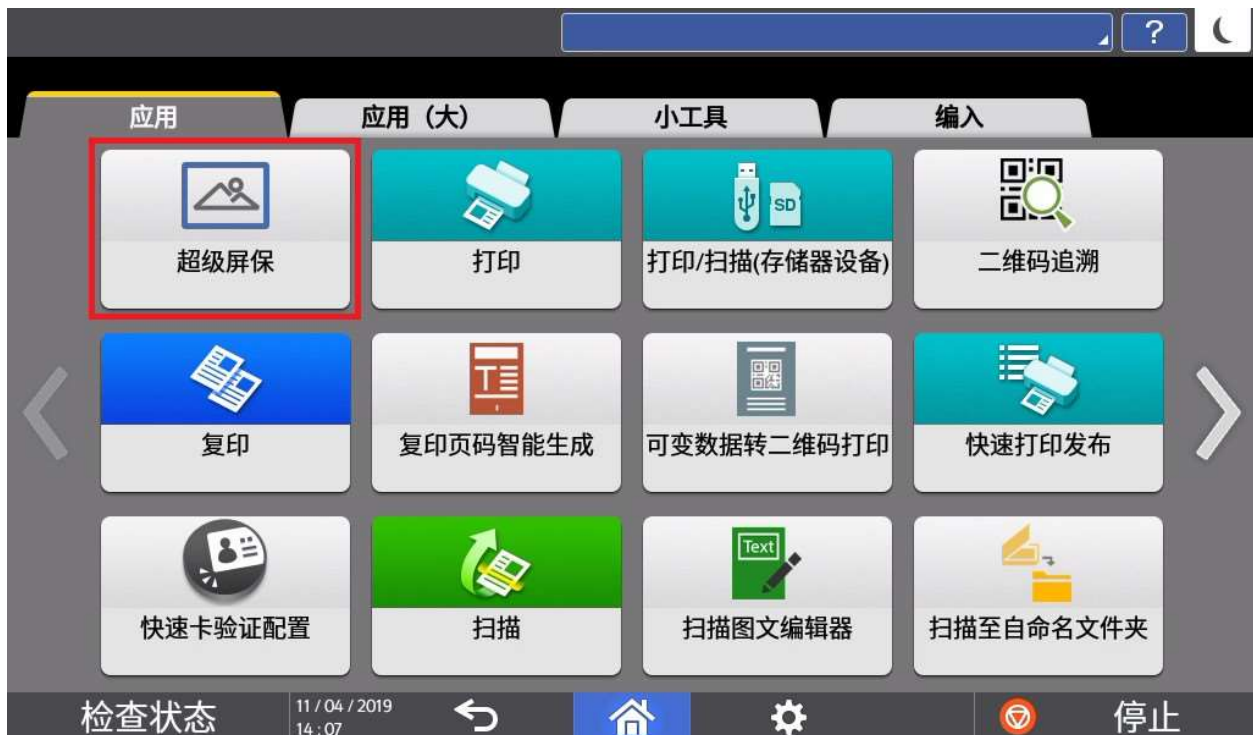 ?
应用
应用（大）
小工具
编入
SD
超级屏保
打印
打印/扫描(存储器设备)
二维码追溯
复印
复印页码智能生成
可变数据转二维码打印
快速打印发布
Text
快速卡验证配置
扫描
扫描图文编辑器
扫描至自命名文件夹
检查状态
11 / 04 / 2019
14 : 07
停止